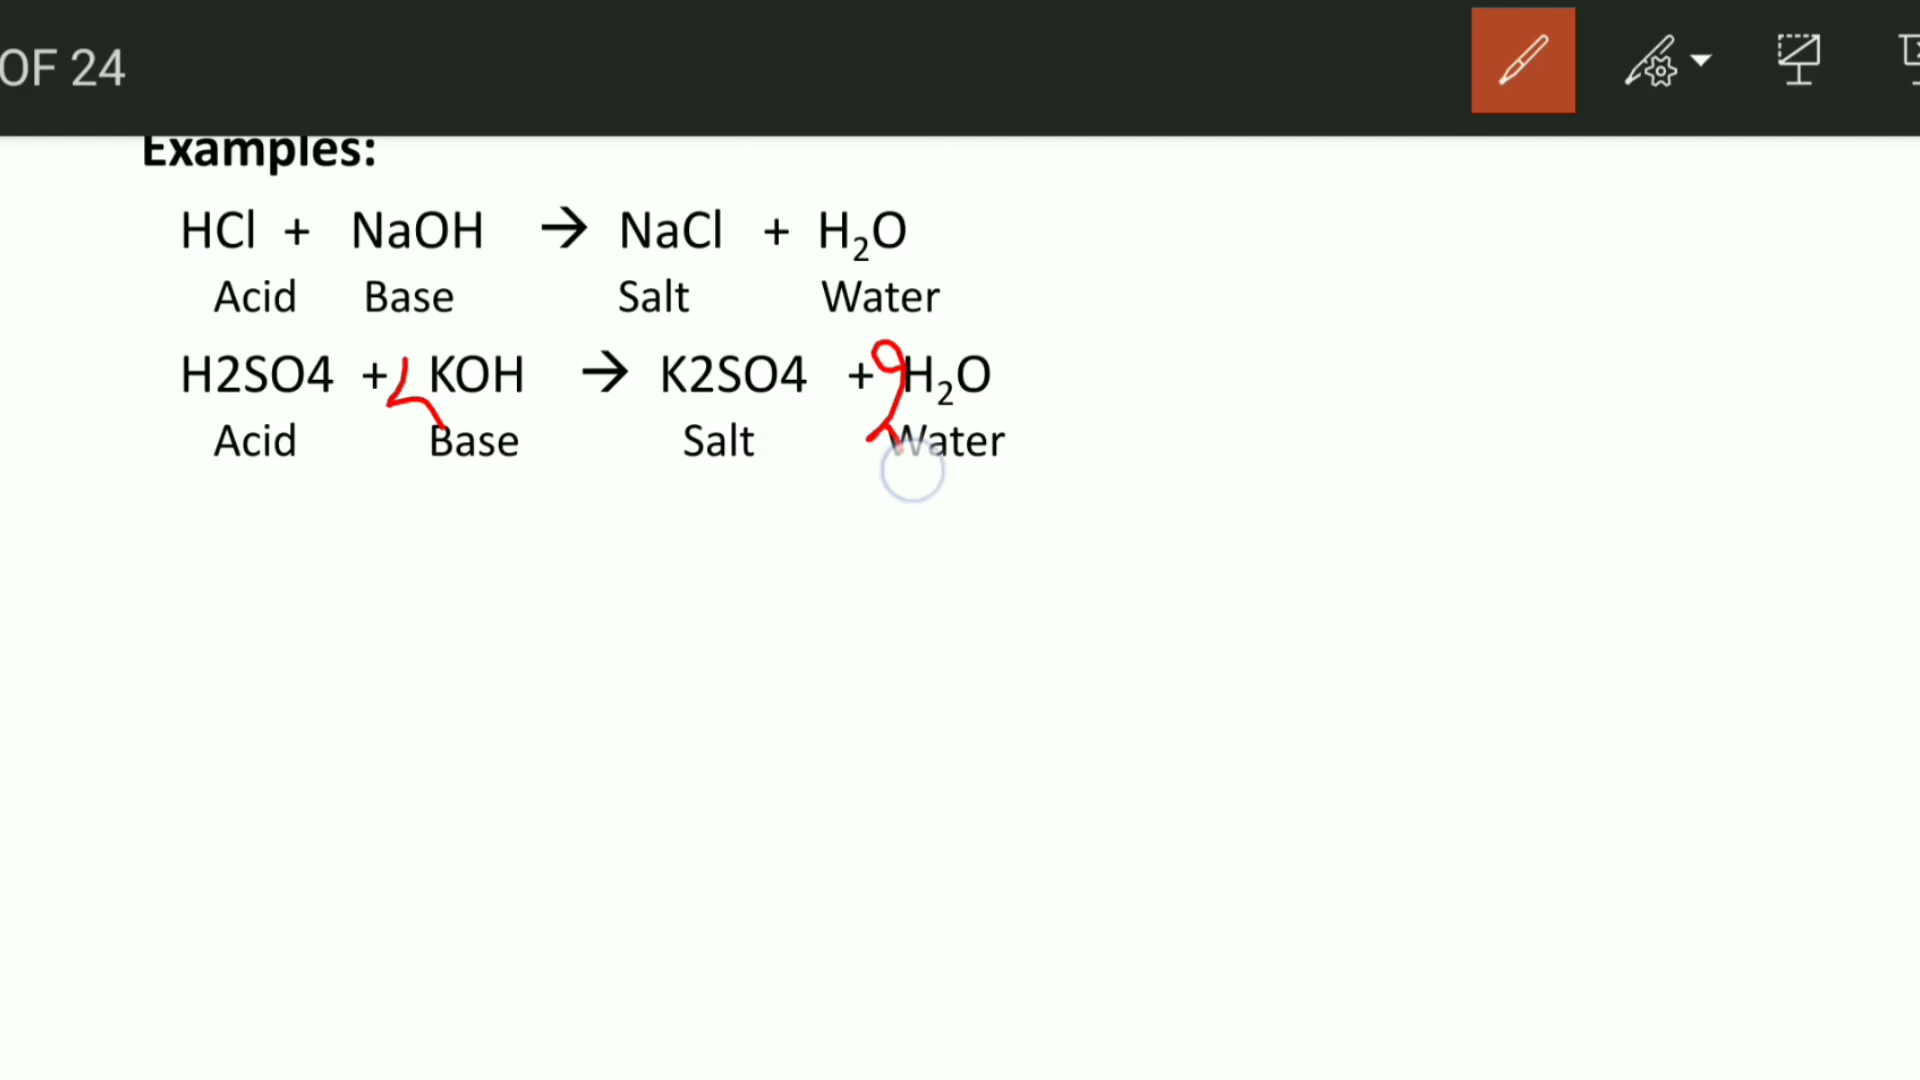 OF 24
Examples:
HCl + NaOH → NaCl + H₂O
Acid Base Salt Water
H2SO4 + 2 KOH → K2SO4 + 2 H₂O
Acid Base Salt Water